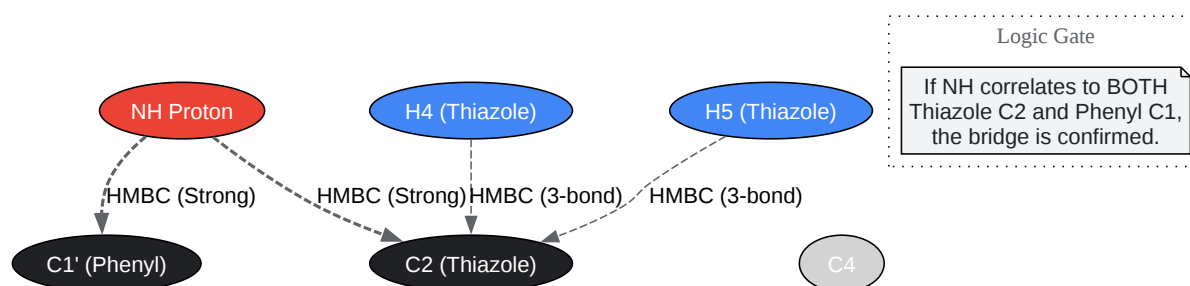 Logic Gate
If NH correlates to BOTH
Thiazole C2 and Phenyl C1,
the bridge is confirmed.
NH Proton
H4 (Thiazole)
H5 (Thiazole)
HMBC (Strong)
HMBC (Strong)
HMBC (3-bond)
HMBC (3-bond)
C1' (Phenyl)
C2 (Thiazole)
C4